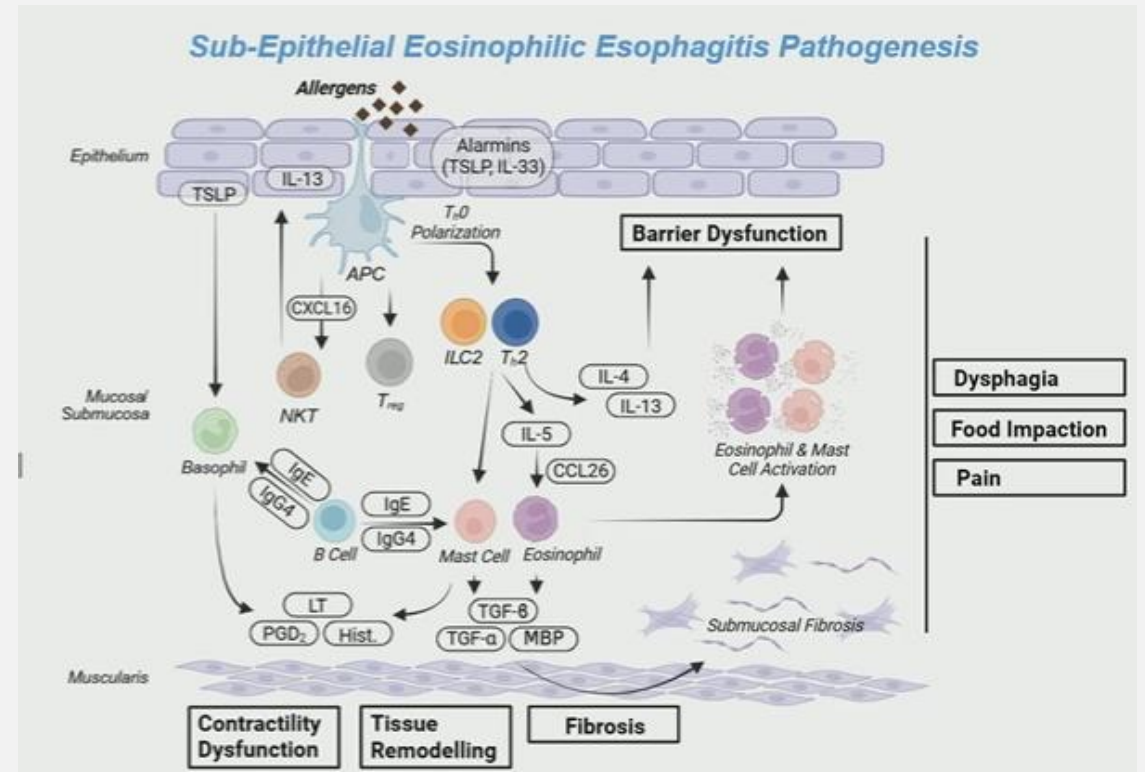 Sub-Epithelial Eosinophilic Esophagitis Pathogenesis
Allergens
Epithelium
Alarmins
(TSLP, IL-33)
TSLP
IL-13
Th0
Polarization
Barrier Dysfunction
APC
CXCL16
ILC2
Th2
NKT
Treg
IL-4
IL-13
Mucosal
Submucosa
IL-5
CCL26
Eosinophil & Mast
Cell Activation
Dysphagia
Food Impaction
Pain
Basophil
IgE
IgG4
IgE
IgG4
B Cell
Mast Cell
Eosinophil
LT
PGD₂
Hist.
TGF-ϐ
TGF-α
MBP
Submucosal Fibrosis
Muscularis
Contractility
Dysfunction
Tissue
Remodelling
Fibrosis